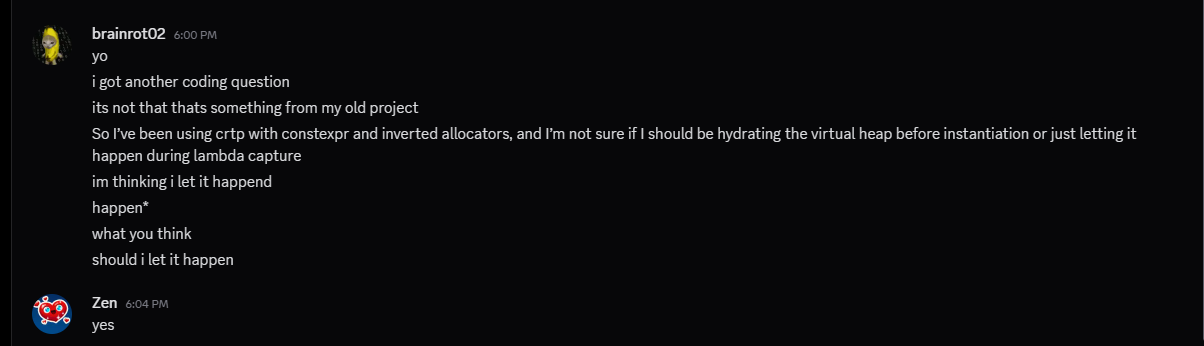 brainrot02 6:00 PM
yo
i got another coding question
its not that thats something from my old project
So I’ve been using crtp with constexpr and inverted allocators, and I’m not sure if I should be hydrating the virtual heap before instantiation or just letting it
happen during lambda capture
im thinking i let it happend
happen*
what you think
should i let it happen
Zen 6:04 PM
yes